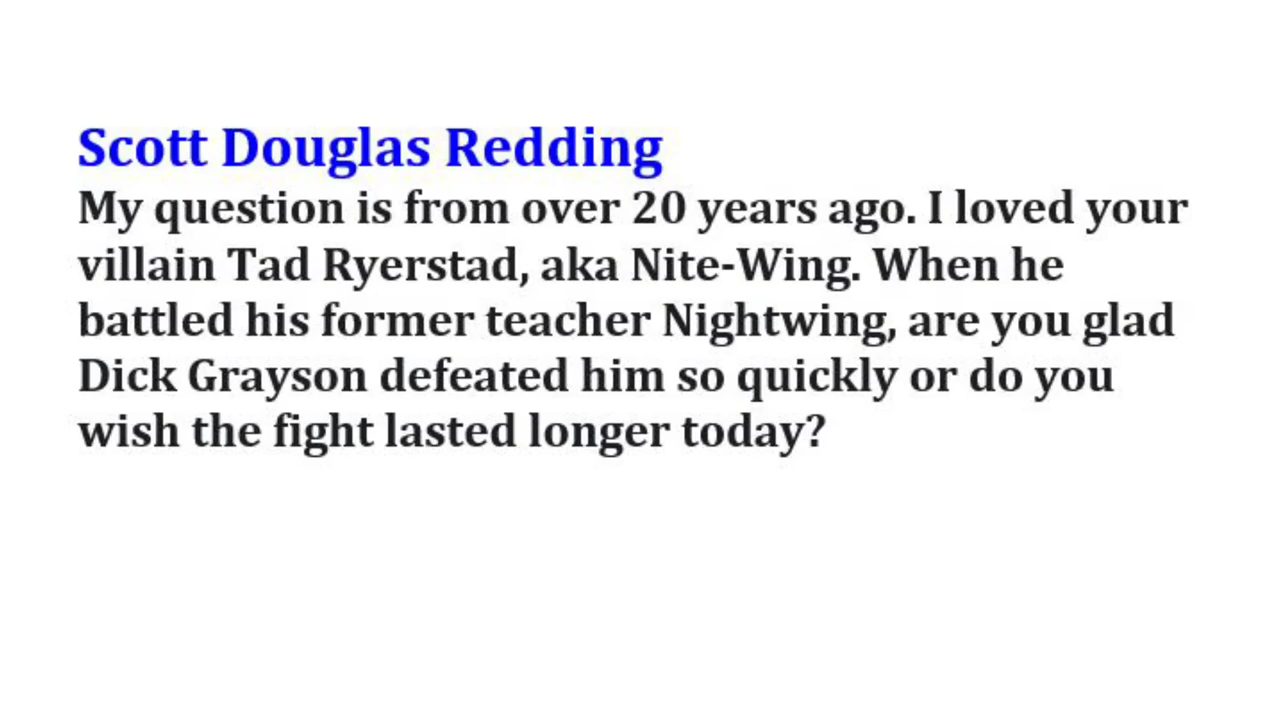 Scott Douglas Redding
My question is from over 20 years ago. I loved your
villain Tad Ryerstad, aka Nite-Wing. When he
battled his former teacher Nightwing, are you glad
Dick Grayson defeated him so quickly or do you
wish the fight lasted longer today?